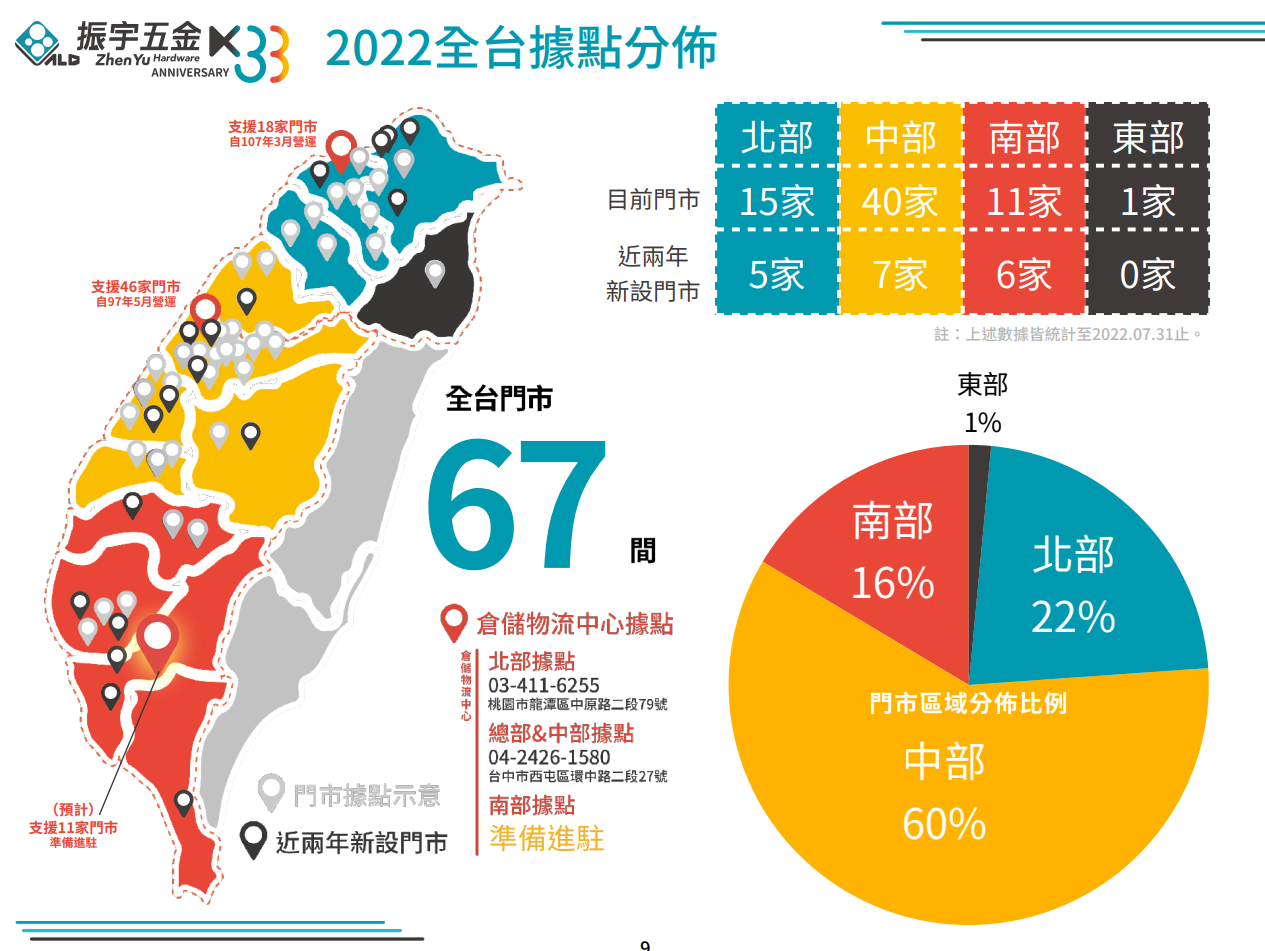 ALD
振宇五金
ZhenYu Hardware
K33
ANNIVERSARY
2022全台據點分佈
支援18家門市
自107年3月營運
支援46家門市
自97年5月營運
北部 中部 南部 東部
目前門市 15家 40家 11家 1家
近兩年
新設門市 5家 7家 6家 0家
註：上述數據皆統計至2022.07.31止。
全台門市
67
間
倉儲物流中心據點
倉儲物流中心
北部據點
03-411-6255
桃園市龍潭區中原路二段79號
總部&中部據點
04-2426-1580
台中市西屯區環中路二段27號
南部據點
準備進駐
門市據點示意
近兩年新設門市
（預計）
支援11家門市
準備進駐
東部
1%
南部
16%
北部
22%
門市區域分佈比例
中部
60%
9